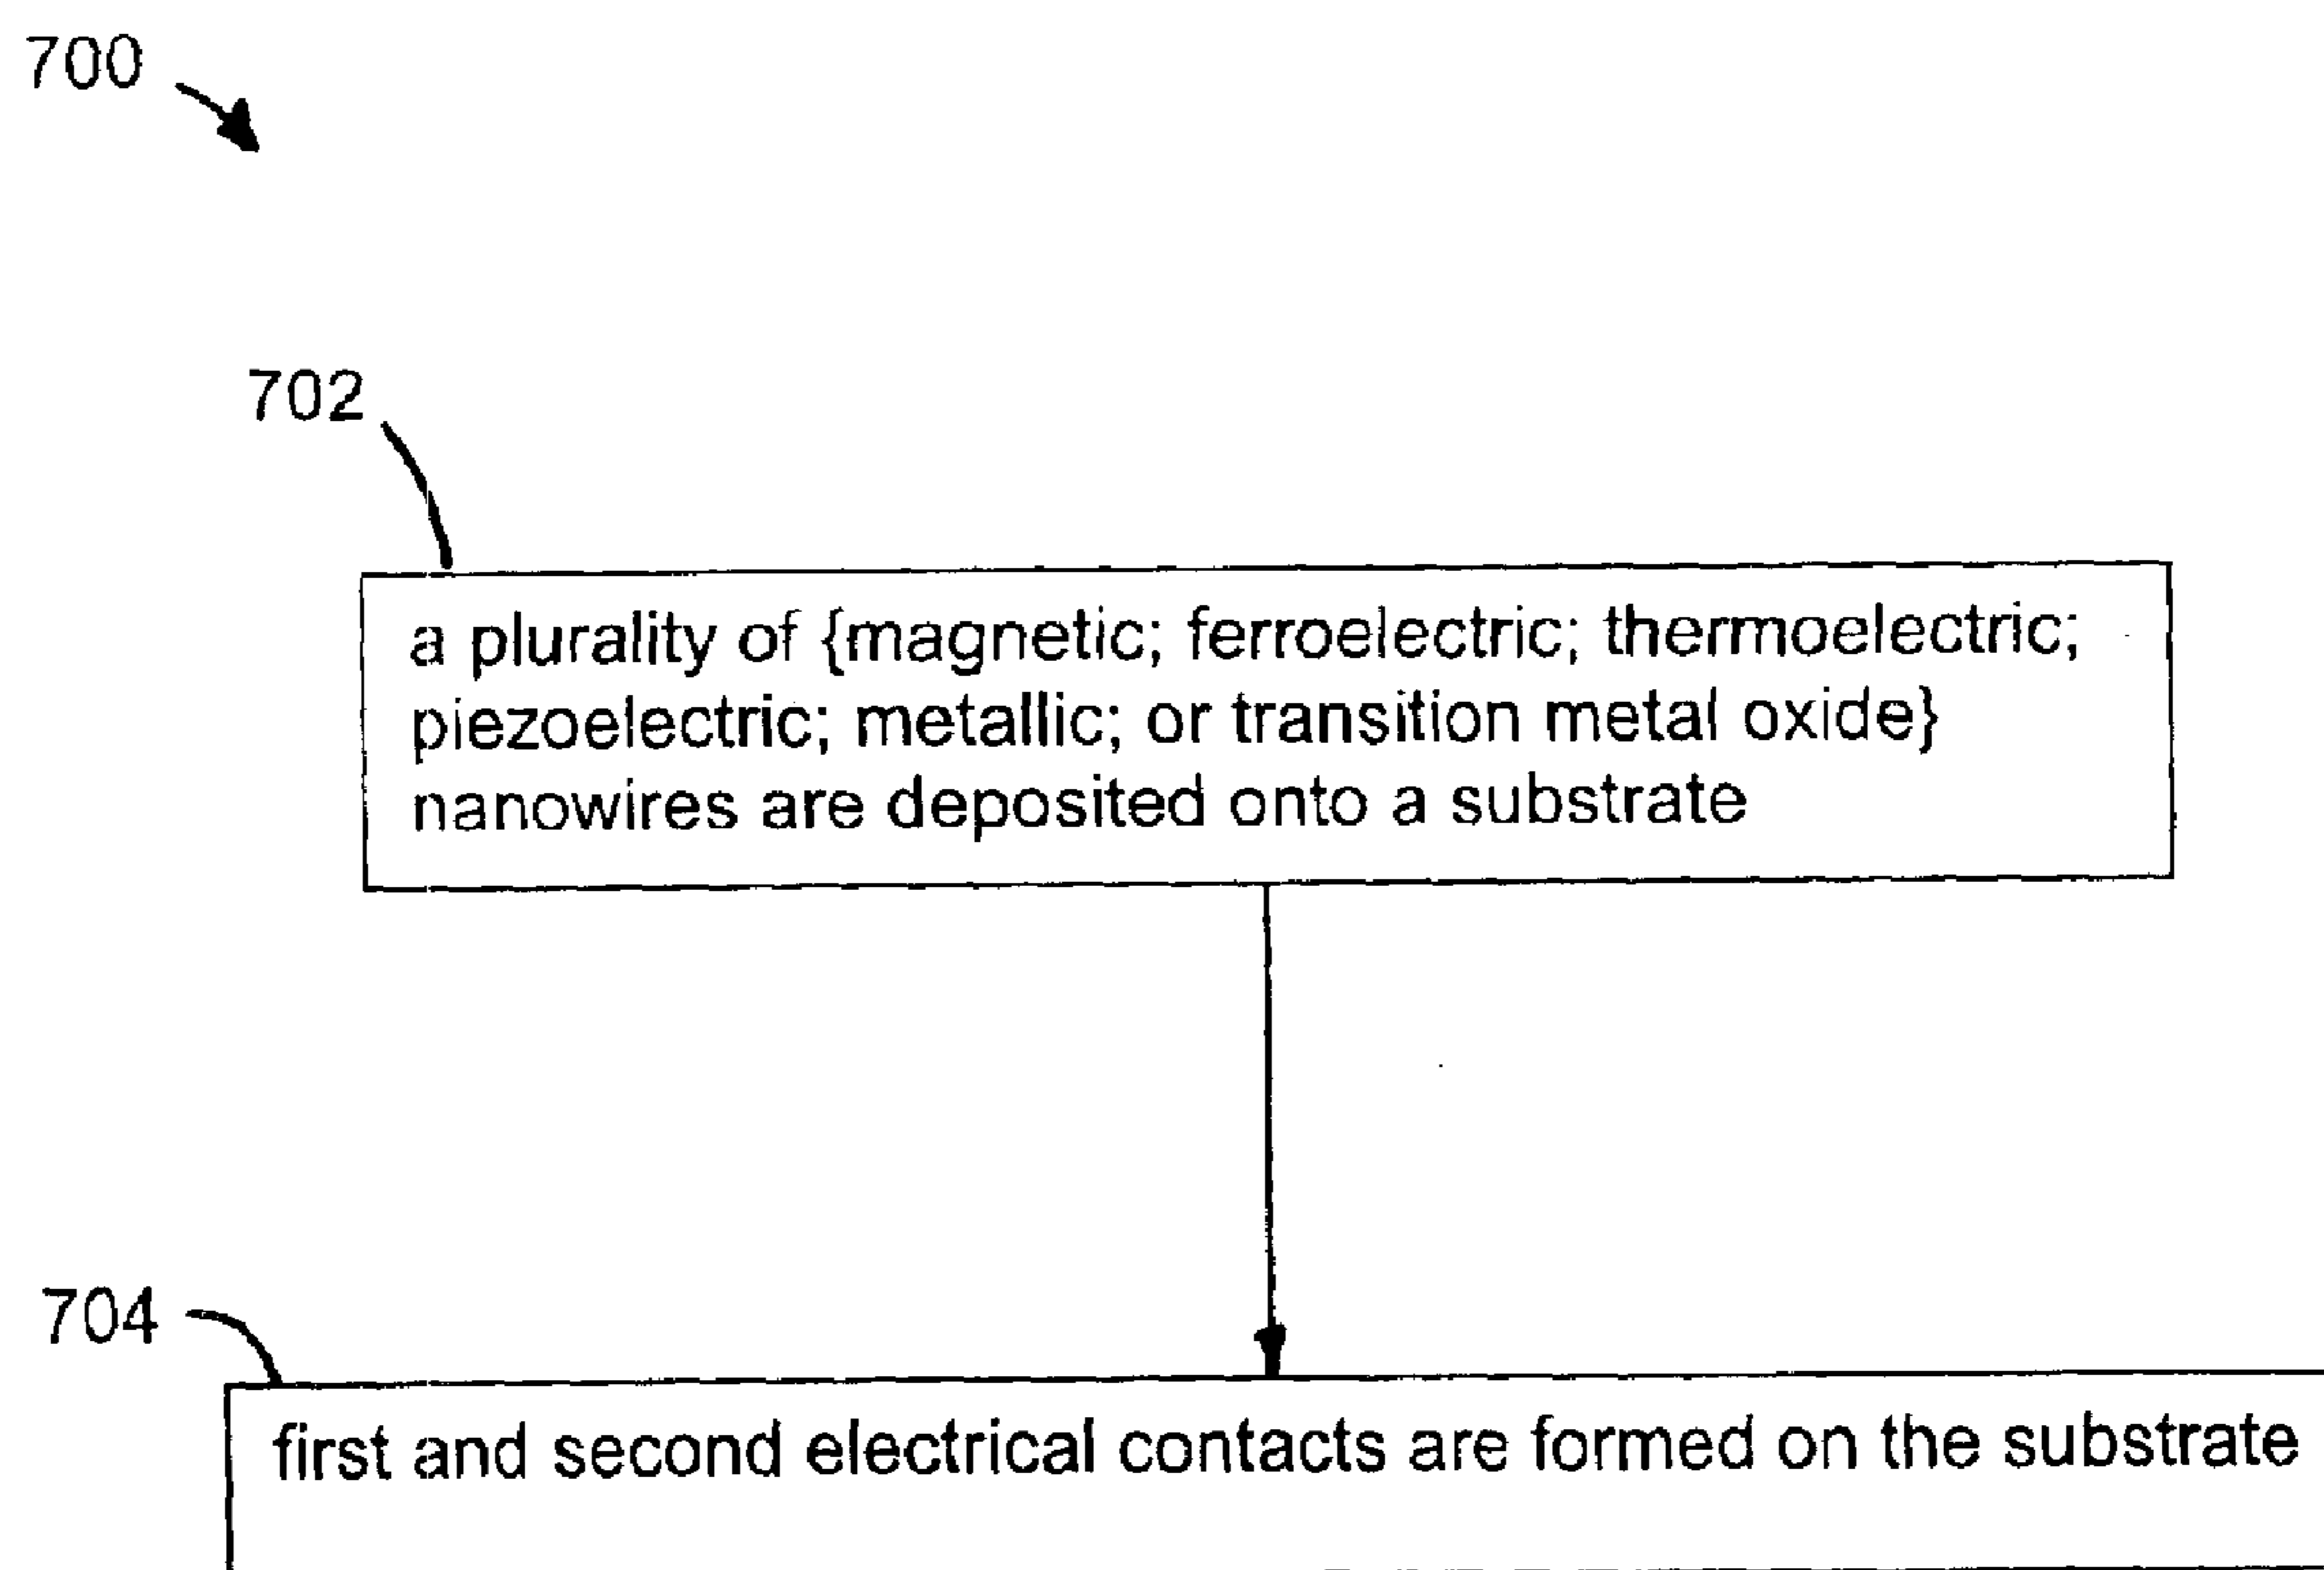 700
702
a plurality of {magnetic; ferroelectric; thermoelectric;
piezoelectric; metallic; or transition metal oxide}
nanowires are deposited onto a substrate
704
first and second electrical contacts are formed on the substrate